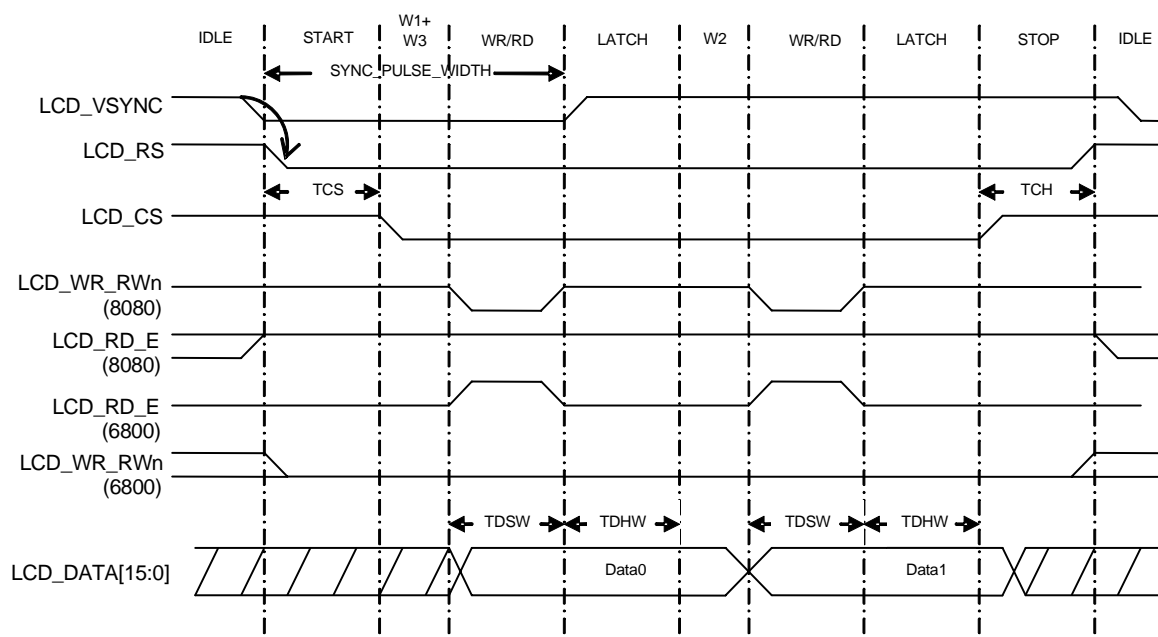 IDLE START W1+ WR/RD LATCH W2 WR/RD LATCH STOP IDLE
W3
SYNC_PULSE_WIDTH
LCD_VSYNC
LCD_RS
TCS TCH
LCD_CS
LCD_WR_RWn
(8080)
LCD_RD_E
(8080)
LCD_RD_E
(6800)
LCD_WR_RWn
(6800)
TDSW TDHW TDSW TDHW
LCD_DATA[15:0] Data0 Data1